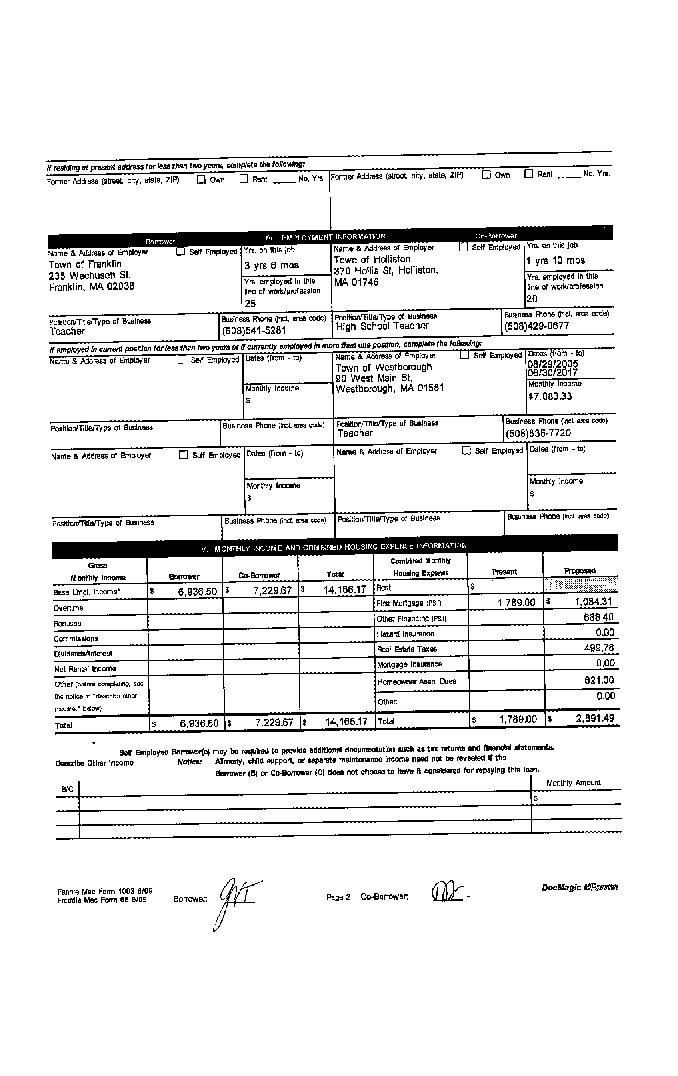 If residing at present address for less than two years, complete the following:
Former Address (street, city, state, ZIP) Own Rent No. Yrs. Former Address (street, city, state, ZIP) Own Rent No. Yrs.
Borrower IV. EMPLOYMENT INFORMATION Co-Borrower
Name & Address of Employer Self Employed Yrs. on this job Name & Address of Employer Self Employed Yrs. on this job
Town of Franklin 3 yrs 6 mos Town of Holliston 1 yrs 10 mos
Franklin, MA 02038 370 Hollis St, Holliston,
MA 01746
Yrs. employed in this line of work/profession Yrs. employed in this line of work/profession
25 20
Position/Title/Type of Business Business Phone (incl. area code) Position/Title/Type of Business Business Phone (incl. area code)
Teacher (508)541-5281 High School Teacher (508)429-0677
If employed in current position for less than two years or if currently employed in more than one position, complete the following:
Name & Address of Employer Self Employed Dates (from - to) Name & Address of Employer Self Employed Dates (from - to)
Town of Westborough 08/29/2005
90 West Main St, 06/30/2017
Westborough, MA 01581
Monthly Income Monthly Income
$ $7,083.33
Position/Title/Type of Business Business Phone (incl. area code) Position/Title/Type of Business Business Phone (incl. area code)
Teacher (508)836-7720
Name & Address of Employer Self Employed Dates (from - to) Name & Address of Employer Self Employed Dates (from - to)
Monthly Income Monthly Income
$ $
Position/Title/Type of Business Business Phone (incl. area code) Position/Title/Type of Business Business Phone (incl. area code)
V. MONTHLY INCOME AND COMBINED HOUSING EXPENSE INFORMATION
Gross Monthly Income Borrower Co-Borrower Total Combined Monthly Housing Expense Present Proposed
Base Empl. Income* $ 6,936.50 $ 7,229.67 $ 14,166.17 Rent $
Overtime First Mortgage (P&I) 1,789.00 $ 1,084.31
Bonuses Other Financing (P&I) 686.40
Commissions Hazard Insurance 0.00
Dividends/Interest Real Estate Taxes 499.78
Net Rental Income Mortgage Insurance 0.00
Other (before completing, see the notice in "describe other income," below) Homeowner Assn. Dues 621.00
Other: 0.00
Total $ 6,936.50 $ 7,229.67 $ 14,166.17 Total $ 1,789.00 $ 2,891.49
* Self Employed Borrower(s) may be required to provide additional documentation such as tax returns and financial statements.
Describe Other Income Notice: Alimony, child support, or separate maintenance income need not be revealed if the
Borrower (B) or Co-Borrower (C) does not choose to have it considered for repaying this loan.
B/C Monthly Amount
$
Fannie Mae Form 1003 6/09
Freddie Mac Form 65 6/09 Borrower: Page 2 Co-Borrower: